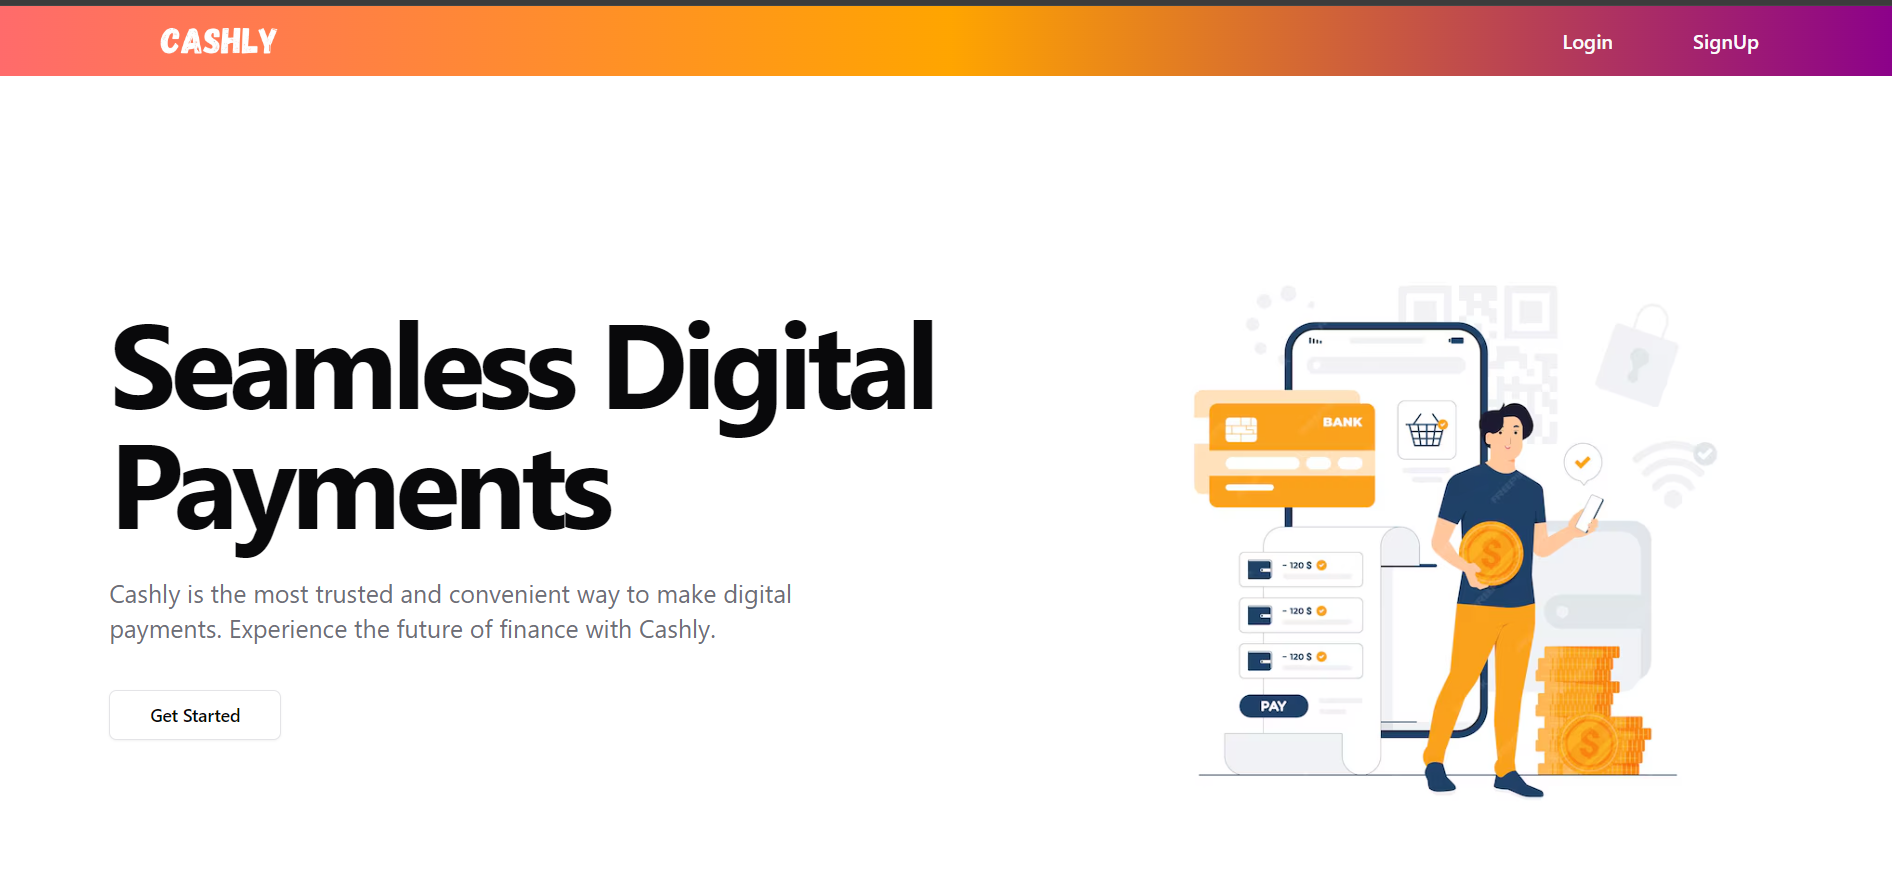 CASHLY
Login
SignUp
Seamless Digital
Payments
Cashly is the most trusted and convenient way to make digital
payments. Experience the future of finance with Cashly.
Get Started
BANK
- 120 $
- 120 $
- 120 $
PAY
$
$